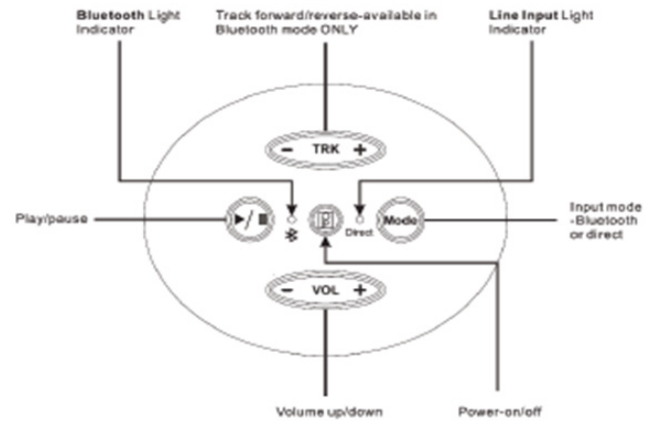 Bluetooth Light
Indicator
Track forward/reverse-available in
Bluetooth mode ONLY
Line Input Light
Indicator
- TRK +
Play/pause
Direct
Mode
Input mode
-Bluetooth
or direct
- VOL +
Volume up/down
Power-on/off